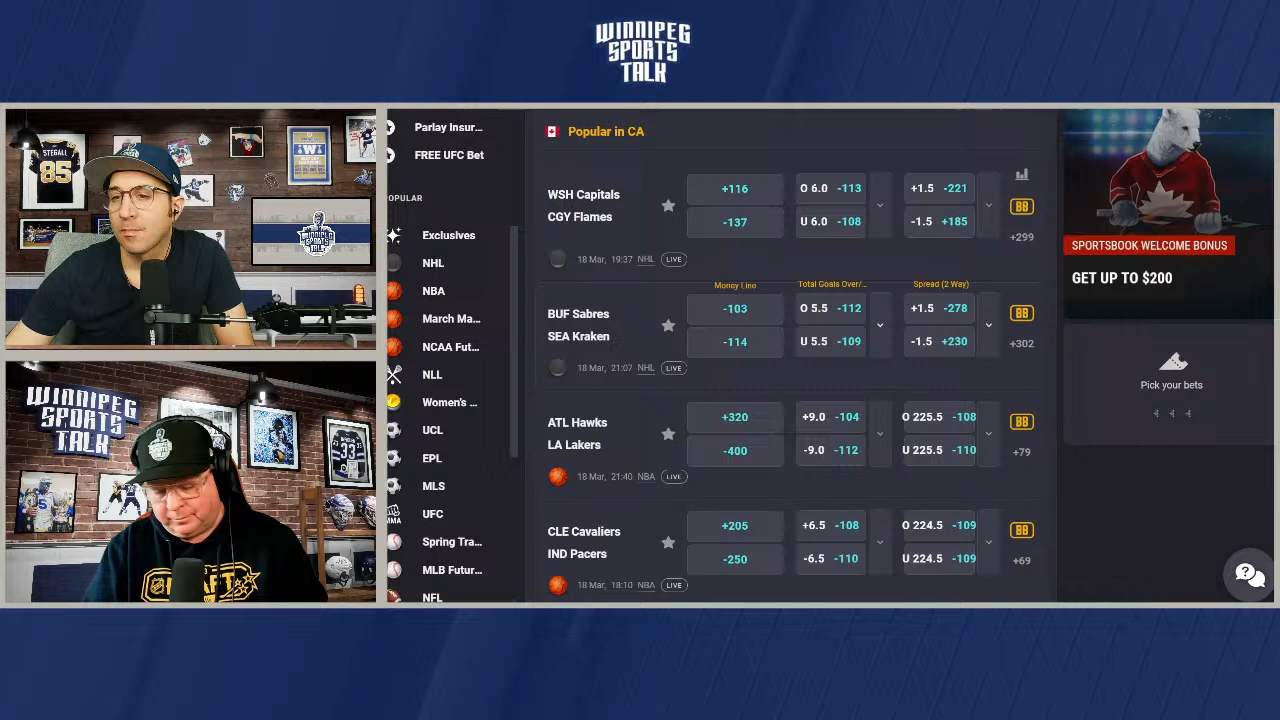 WINNIPEG
SPORTS
TALK
STEGALL
85
W
WINNIPEG
SPORTS
TALK
WINNIPEG
SPORTS
TALK
33
DRAFT
Parlay Insur...
FREE UFC Bet
OPULAR
Exclusives
NHL
NBA
March Ma...
NCAA Fut...
NLL
Women's ...
UCL
EPL
MLS
MMA
UFC
Spring Tra...
MLB Futur...
NFL
Popular in CA
WSH Capitals +116 O 6.0 -113 +1.5 -221
CGY Flames -137 U 6.0 -108 -1.5 +185
BB
+299
18 Mar, 19:37 NHL LIVE
Money Line Total Goals Over/... Spread (2 Way)
BUF Sabres -103 O 5.5 -112 +1.5 -278
SEA Kraken -114 U 5.5 -109 -1.5 +230
BB
+302
18 Mar, 21:07 NHL LIVE
ATL Hawks +320 +9.0 -104 O 225.5 -108
LA Lakers -400 -9.0 -112 U 225.5 -110
BB
+79
18 Mar, 21:40 NBA LIVE
CLE Cavaliers +205 +6.5 -108 O 224.5 -109
IND Pacers -250 -6.5 -110 U 224.5 -109
BB
+69
18 Mar, 18:10 NBA LIVE
SPORTSBOOK WELCOME BONUS
GET UP TO $200
Pick your bets